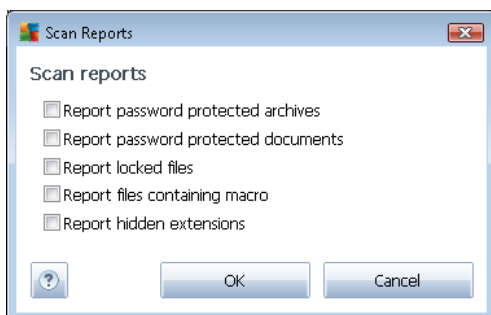 Scan Reports
Scan reports
Report password protected archives
Report password protected documents
Report locked files
Report files containing macro
Report hidden extensions
?
OK
Cancel